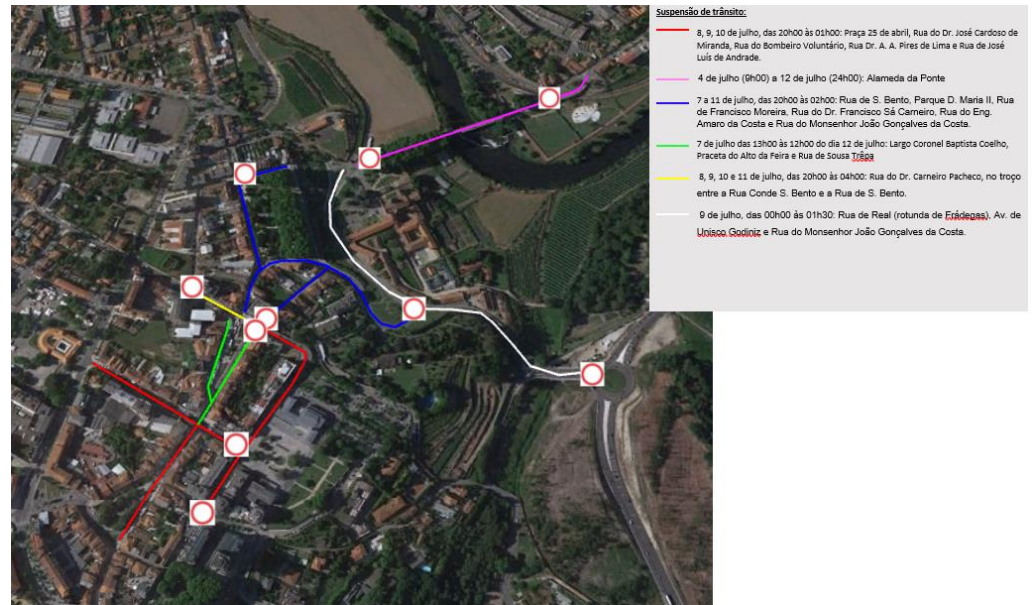 Suspensão de trânsito:
8, 9, 10 de julho, das 20h00 às 01h00: Praça 25 de abril, Rua do Dr. José Cardoso de
Miranda, Rua do Bombeiro Voluntário, Rua Dr. A. A. Pires de Lima e Rua de José
Luís de Andrade.
4 de julho (9h00) a 12 de julho (24h00): Alameda da Ponte
7 a 11 de julho, das 20h00 às 02h00: Rua de S. Bento, Parque D. Maria II, Rua
de Francisco Moreira, Rua do Dr. Francisco Sá Carneiro, Rua do Eng.
Amaro da Costa e Rua do Monsenhor João Gonçalves da Costa.
7 de julho das 13h00 às 12h00 do dia 12 de julho: Largo Coronel Baptista Coelho,
Praceta do Alto da Feira e Rua de Sousa Trêpa
8, 9, 10 e 11 de julho, das 20h00 às 04h00: Rua do Dr. Carneiro Pacheco, no troço
entre a Rua Conde S. Bento e a Rua de S. Bento.
9 de julho, das 00h00 às 01h30: Rua de Real (rotunda de Frádegas), Av. de
Unisco Godiniz e Rua do Monsenhor João Gonçalves da Costa.